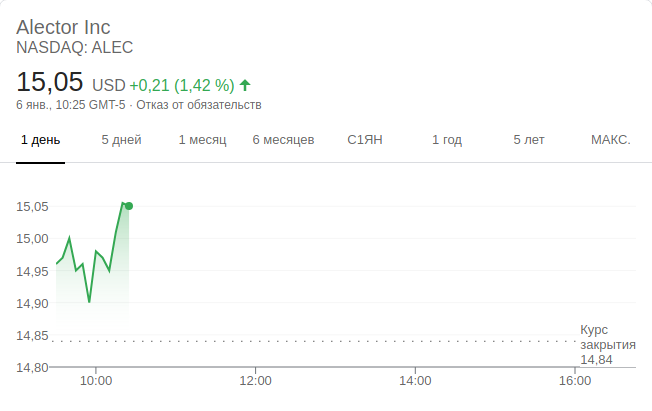 Alector Inc
NASDAQ: ALEC
15,05 USD +0,21 (1,42 %)
6 янв., 10:25 GMT-5 · Отказ от обязательств
1 день 5 дней 1 месяц 6 месяцев С1ЯН 1 год 5 лет МАКС.
15,05
15,00
14,95
14,90
14,85
14,80
Курс
закрытия
14,84
10:00 12:00 14:00 16:00